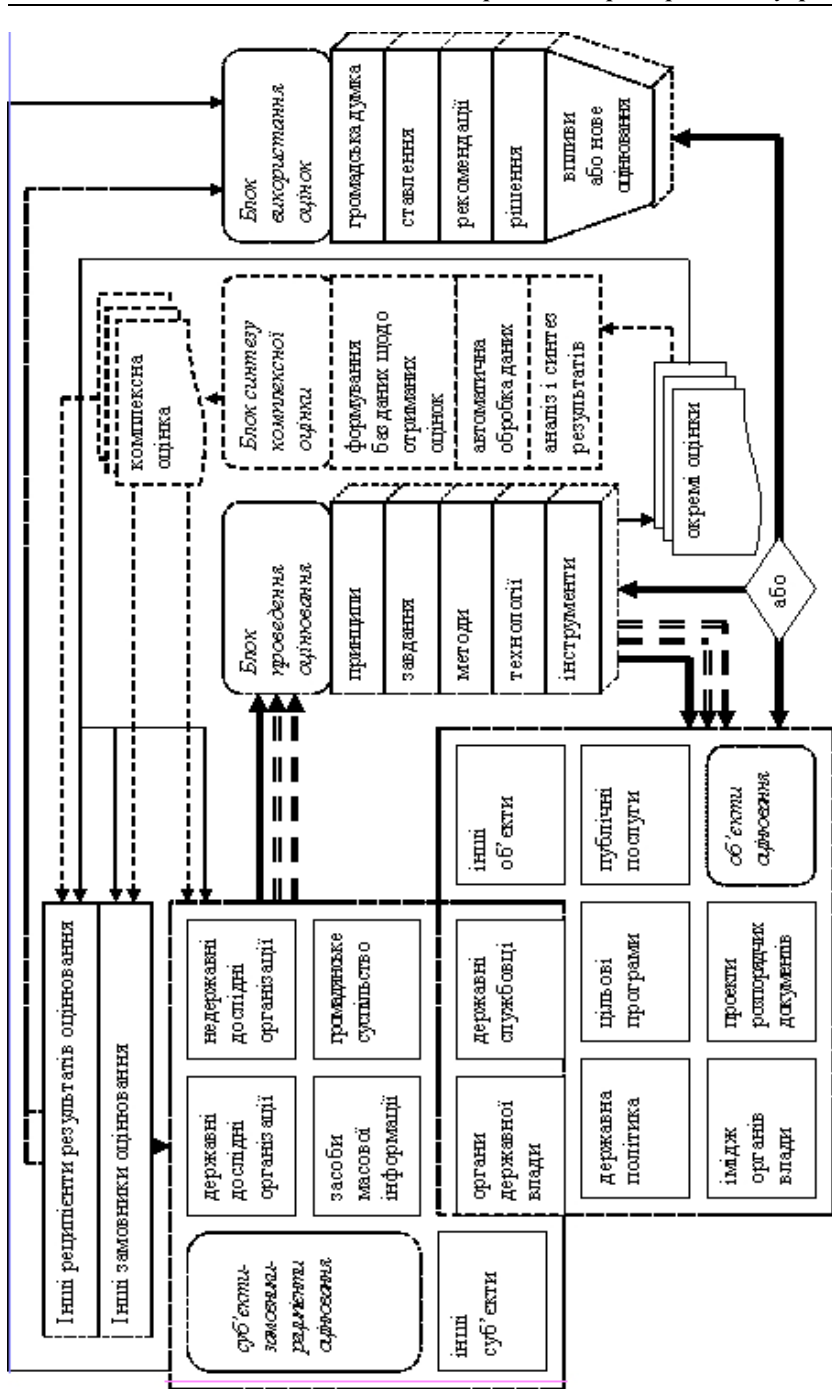 Інші реципієнти результатів оцінювання
Інші замовники оцінювання
суб’єкти-
замовники-
реципієнти
оцінювання
державні
дослідні
організації
недержавні
дослідні
організації
засоби
масової
інформації
громадянське
суспільство
інші
суб’єкти
органи
державної
влади
державні
службовці
інші
об’єкти
державна
політика
цільові
програми
публічні
послуги
імідж
органів
влади
проекти
розпорядчих
документів
об’єкти
оцінювання
Блок
проведення
оцінювання
принципи
завдання
методи
технології
інструменти
або
окремі оцінки
комплексна
оцінка
Блок синтезу
комплексної
оцінки
формування
баз даних щодо
отриманих
оцінок
автоматична
обробка даних
аналіз і синтез
результатів
Блок
використання
оцінок
громадська думка
ставлення
рекомендації
рішення
впливи
або нове
оцінювання